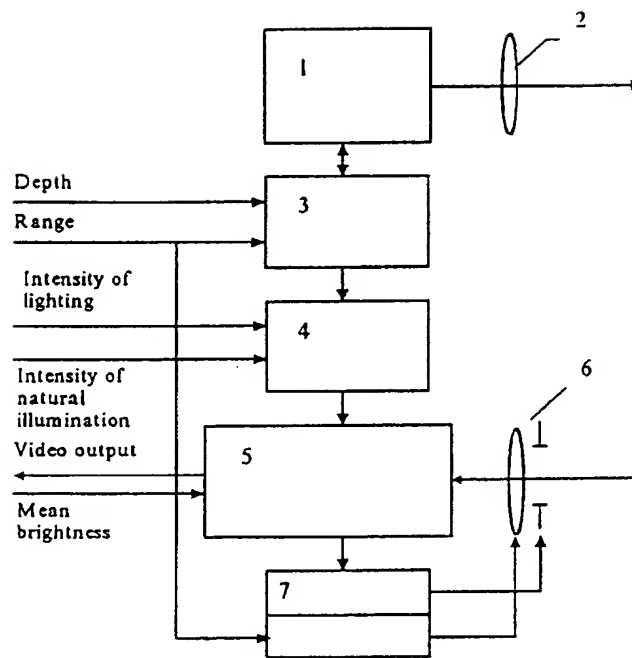 2
1
Depth
3
Range
Intensity of
lighting
4
6
Intensity of
natural
illumination
Video output
5
Mean
brightness
7